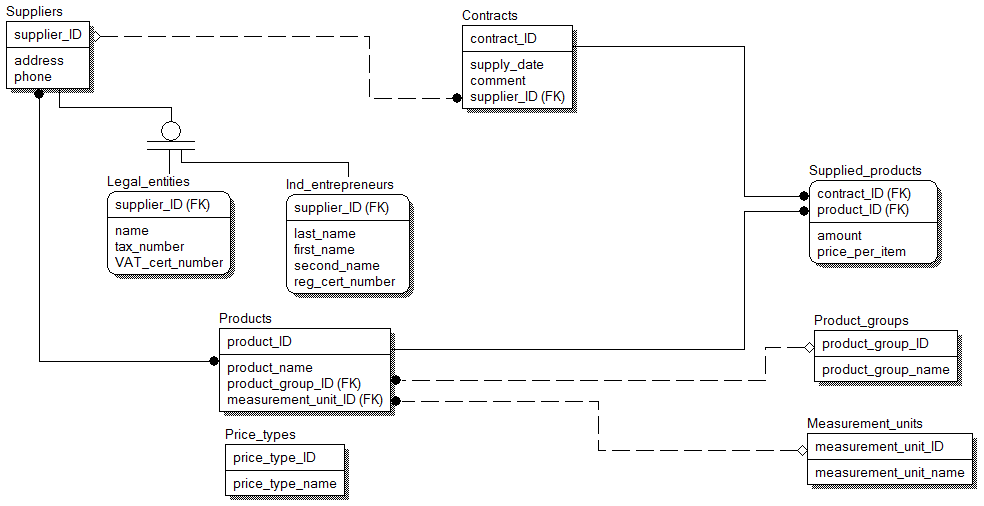 Suppliers
supplier_ID
address
phone
Contracts
contract_ID
supply_date
comment
supplier_ID (FK)
Legal_entities
supplier_ID (FK)
name
tax_number
VAT_cert_number
Ind_entrepreneurs
supplier_ID (FK)
last_name
first_name
second_name
reg_cert_number
Supplied_products
contract_ID (FK)
product_ID (FK)
amount
price_per_item
Products
product_ID
product_name
product_group_ID (FK)
measurement_unit_ID (FK)
Product_groups
product_group_ID
product_group_name
Price_types
price_type_ID
price_type_name
Measurement_units
measurement_unit_ID
measurement_unit_name